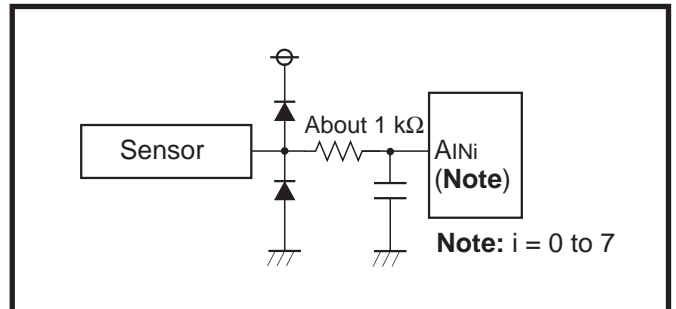 About 1 kΩ
Sensor
AINi
(Note)
Note: i = 0 to 7